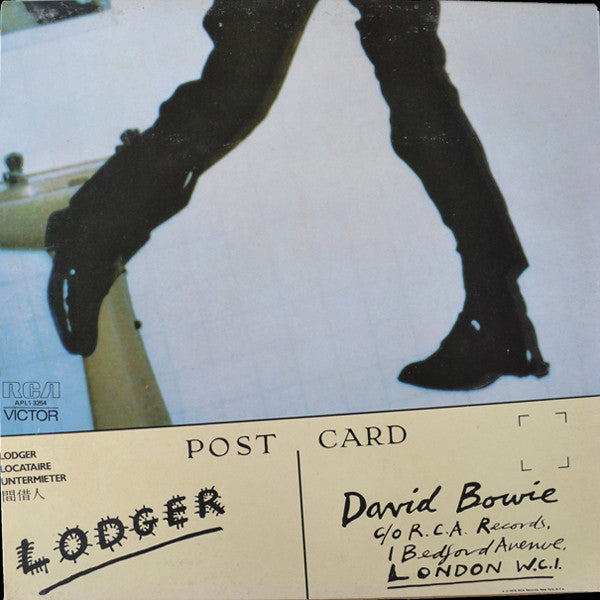 RCA
APL1-3254
VICTOR
POST CARD
LODGER
LOCATAIRE
UNTERMIETER
間借人
LODGER
David Bowie
c/o R.C.A. Records,
1 Bedford Avenue,
LONDON W.C.1.